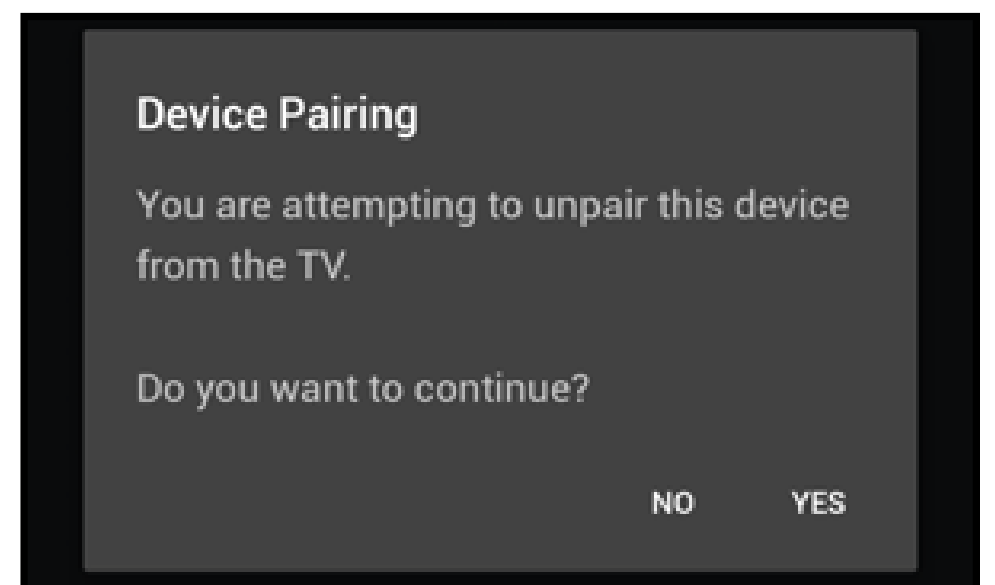 Device Pairing
You are attempting to unpair this device
from the TV.
Do you want to continue?
NO YES